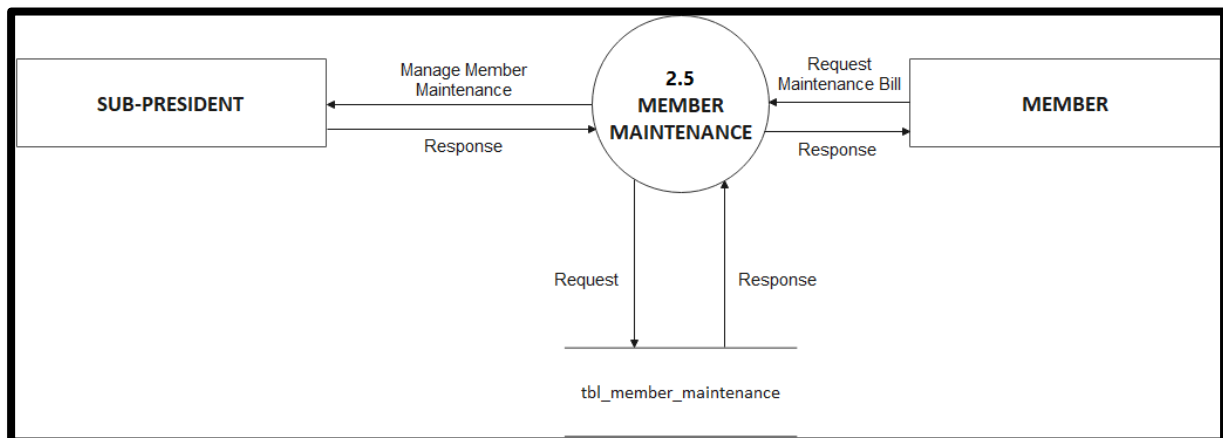 Manage Member
Maintenance
SUB-PRESIDENT
Response
2.5
MEMBER
MAINTENANCE
Request
Maintenance Bill
MEMBER
Response
Request
Response
tbl_member_maintenance